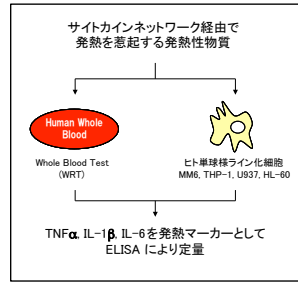 サイトカインネットワーク経由で
発熱を惹起する発熱性物質
Human Whole
Blood
Whole Blood Test
(WRT)
ヒト単球様ライン化細胞
MM6, THP-1, U937, HL-60
TNFα, IL-1β, IL-6を発熱マーカーとして
ELISA により定量